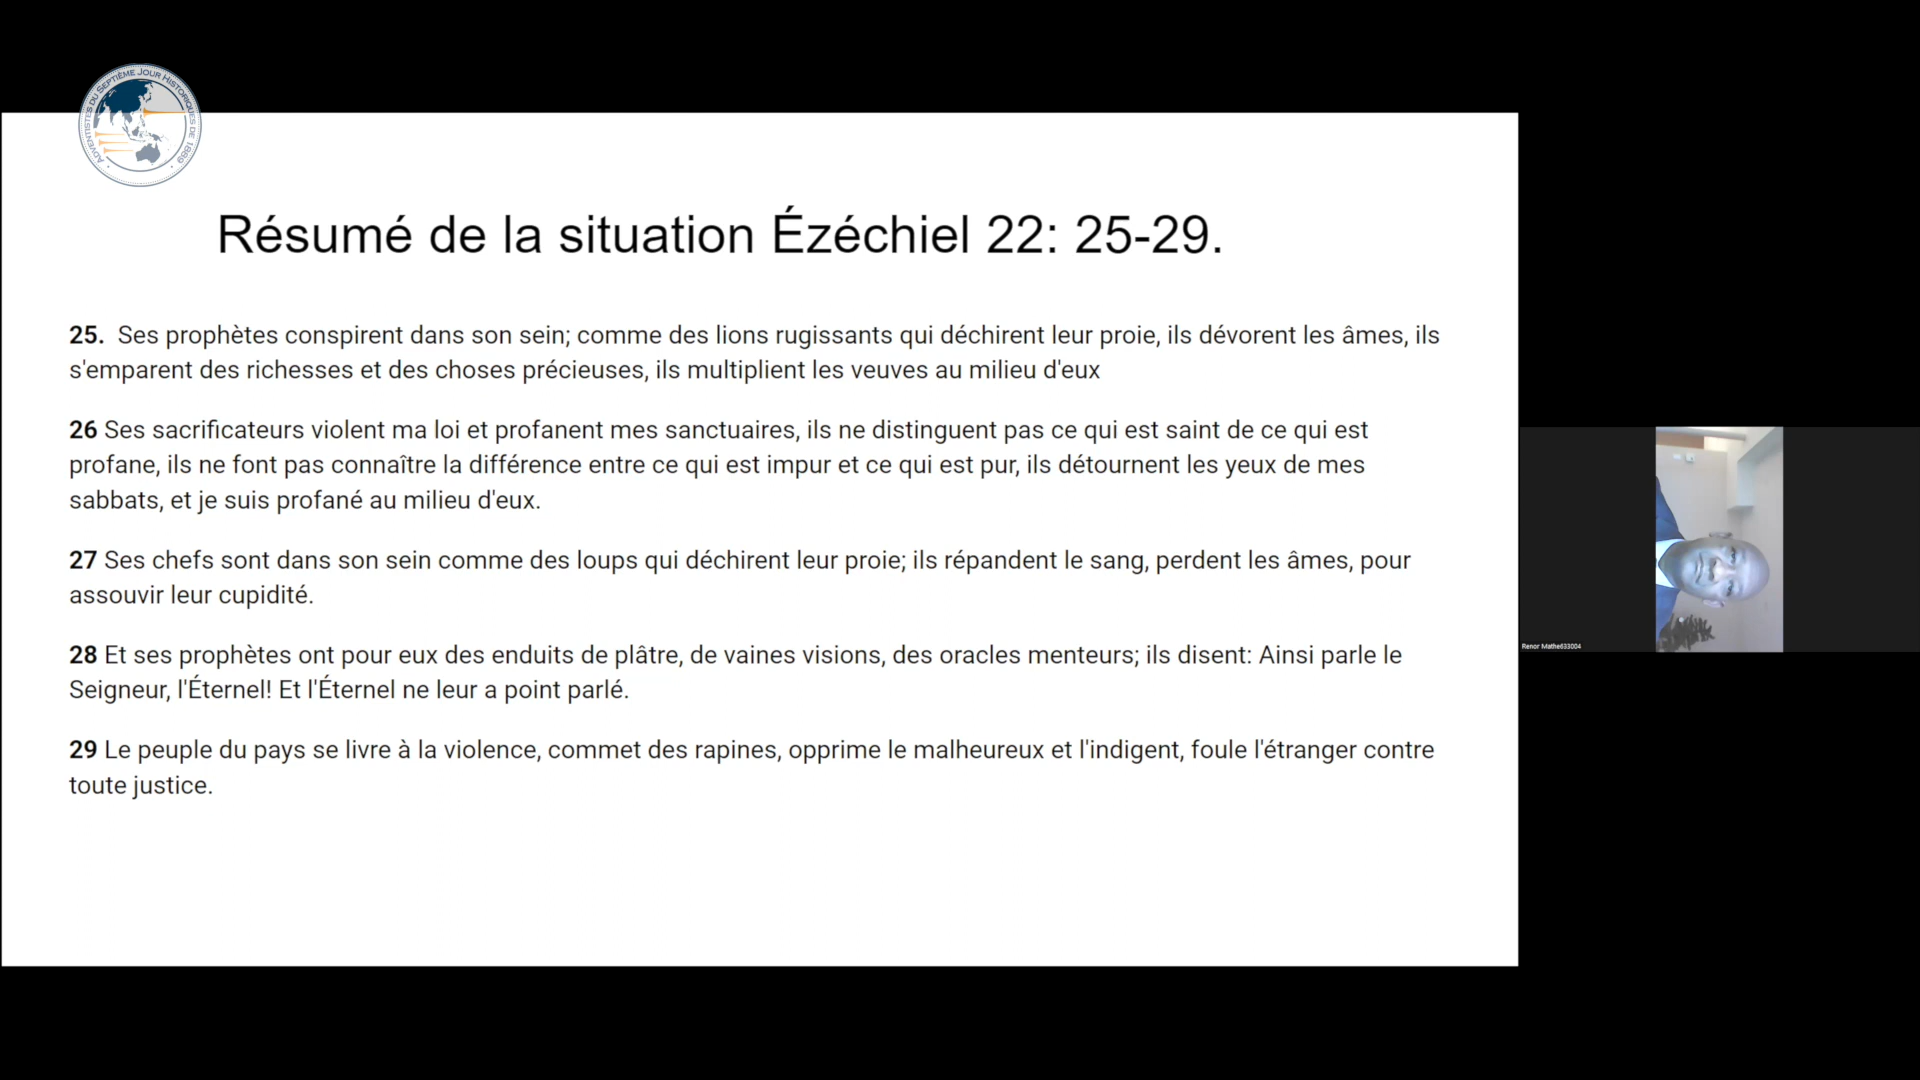 ADVENTISTES DU SEPTIÈME JOUR HISTORIQUES DE 1889
Résumé de la situation Ézéchiel 22: 25-29.
25. Ses prophètes conspirent dans son sein; comme des lions rugissants qui déchirent leur proie, ils dévorent les âmes, ils
s'emparent des richesses et des choses précieuses, ils multiplient les veuves au milieu d'eux
26 Ses sacrificateurs violent ma loi et profanent mes sanctuaires, ils ne distinguent pas ce qui est saint de ce qui est
profane, ils ne font pas connaître la différence entre ce qui est impur et ce qui est pur, ils détournent les yeux de mes
sabbats, et je suis profané au milieu d'eux.
27 Ses chefs sont dans son sein comme des loups qui déchirent leur proie; ils répandent le sang, perdent les âmes, pour
assouvir leur cupidité.
28 Et ses prophètes ont pour eux des enduits de plâtre, de vaines visions, des oracles menteurs; ils disent: Ainsi parle le
Seigneur, l'Éternel! Et l'Éternel ne leur a point parlé.
29 Le peuple du pays se livre à la violence, commet des rapines, opprime le malheureux et l'indigent, foule l'étranger contre
toute justice.
Renor Mathe633004